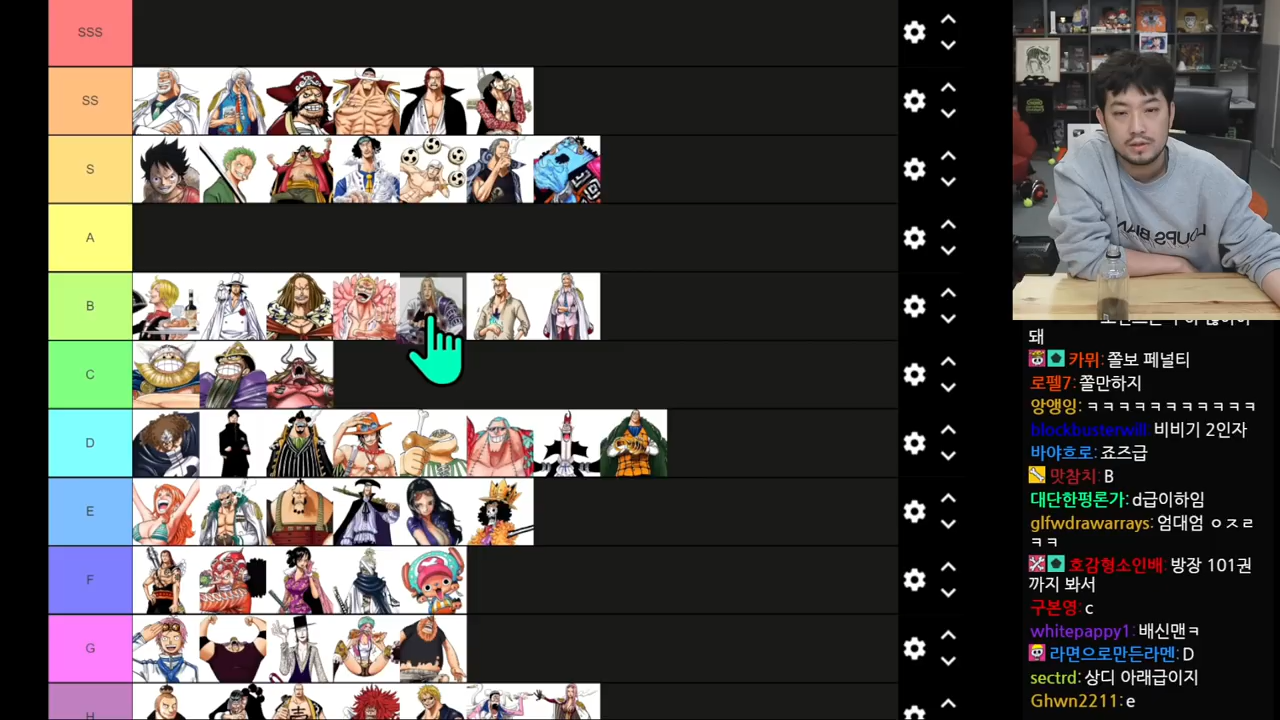 SSS
SS
S
A
B
C
D
E
F
G
H
돼
카뮈: 쫄보 페널티
로펠7: 쫄만하지
앙앵잉: ㅋㅋㅋㅋㅋㅋㅋㅋㅋㅋㅋ
blockbusterwill: 비비기 2인자
바야흐로: 죠즈급
맛참치: B
대단한펑론가: d급이하임
glfwdrawarrays: 엄대엄 ㅇㅈㄹ
ㅋㅋ
호감형소인배: 방장 101권
까지 봐서
구본영: c
whitepappy1: 배신맨ㅋ
라면으로만든라멘: D
sectrd: 상디 아래급이지
Ghwn2211: e